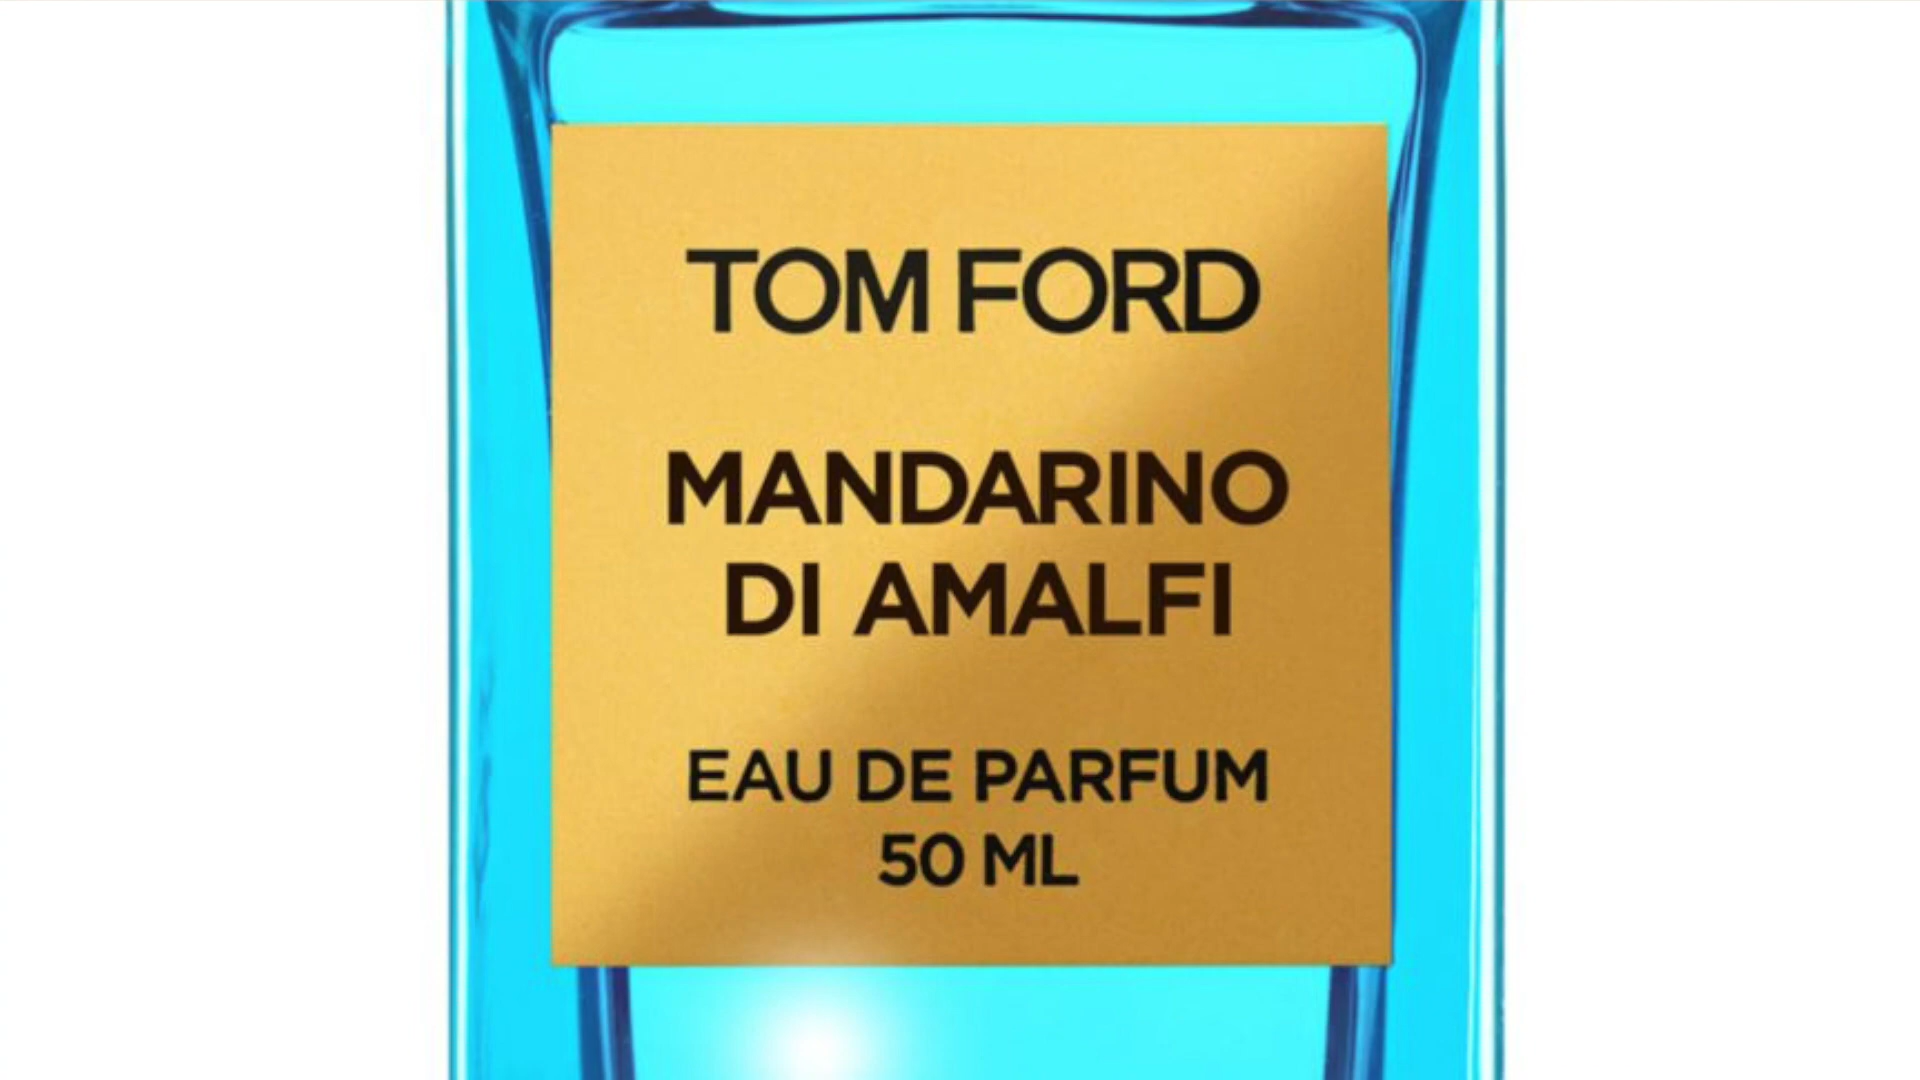 TOM FORD
MANDARINO
DI AMALFI
EAU DE PARFUM
50 ML